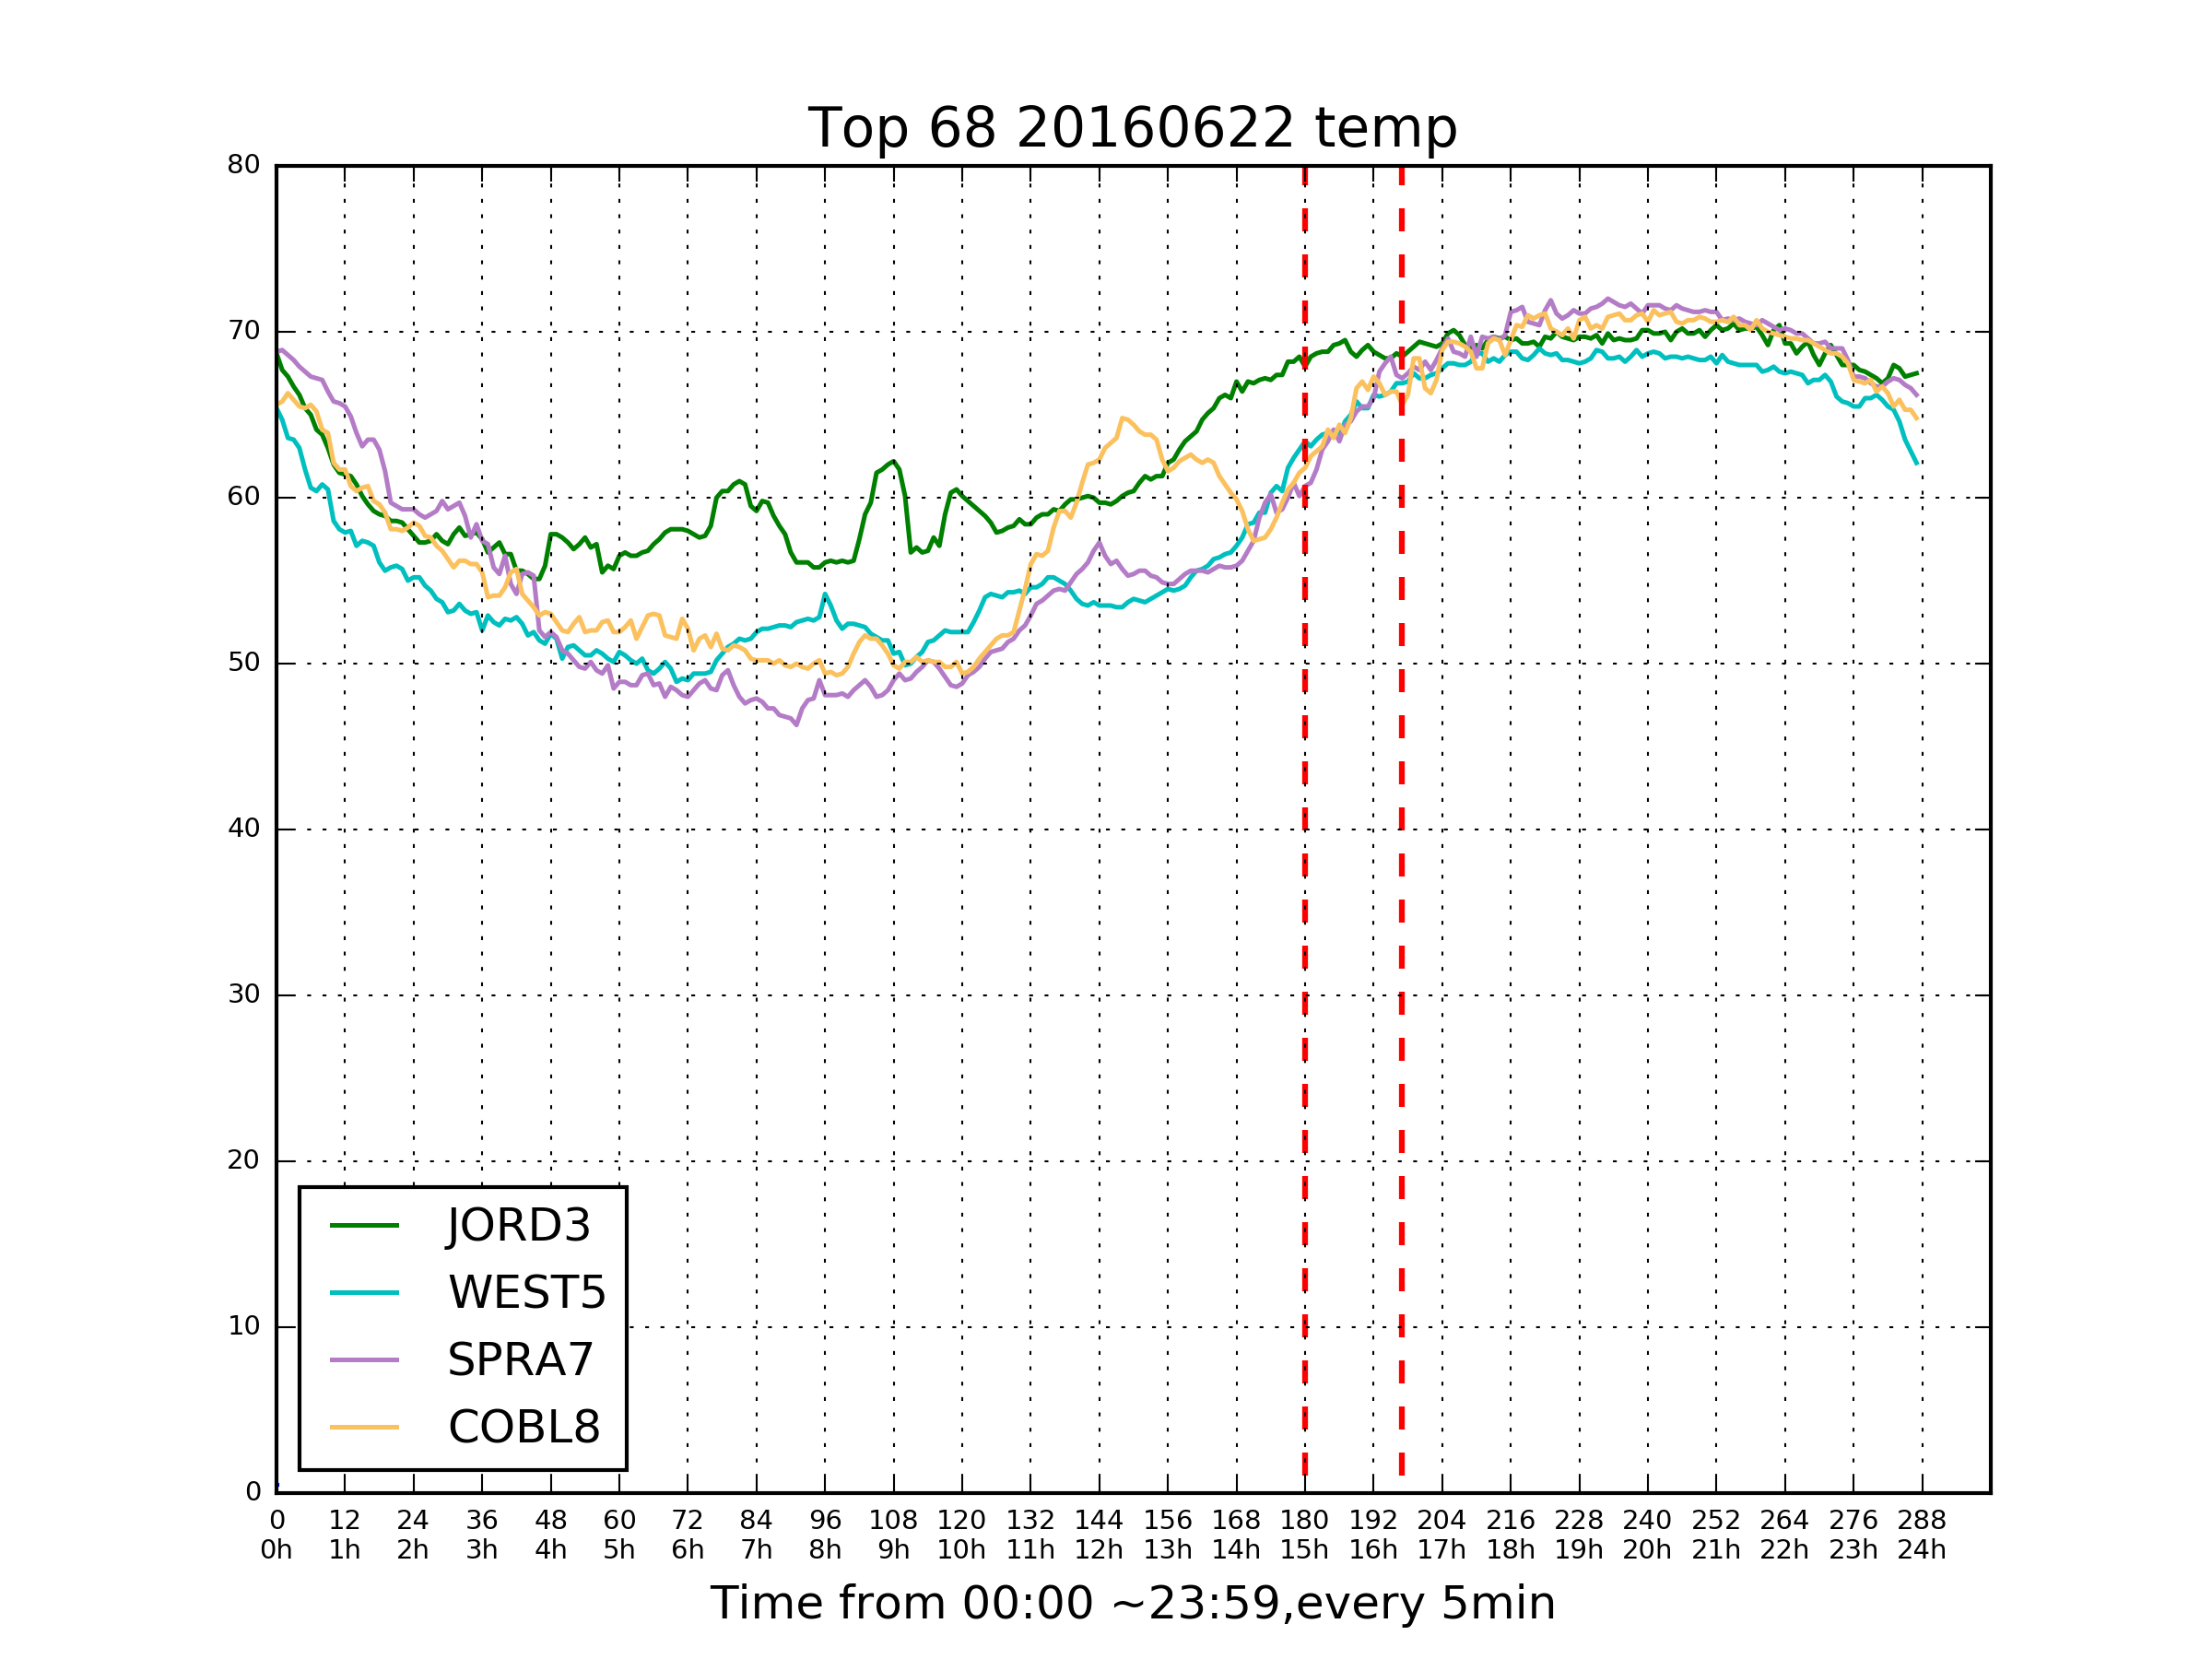 Top 68 20160622 temp
80
70
60
50
40
30
20
10
0
JORD3
WEST5
SPRA7
COBL8
0 12 24 36 48 60 72 84 96 108 120 132 144 156 168 180 192 204 216 228 240 252 264 276 288
0h 1h 2h 3h 4h 5h 6h 7h 8h 9h 10h 11h 12h 13h 14h 15h 16h 17h 18h 19h 20h 21h 22h 23h 24h
Time from 00:00 ~23:59,every 5min